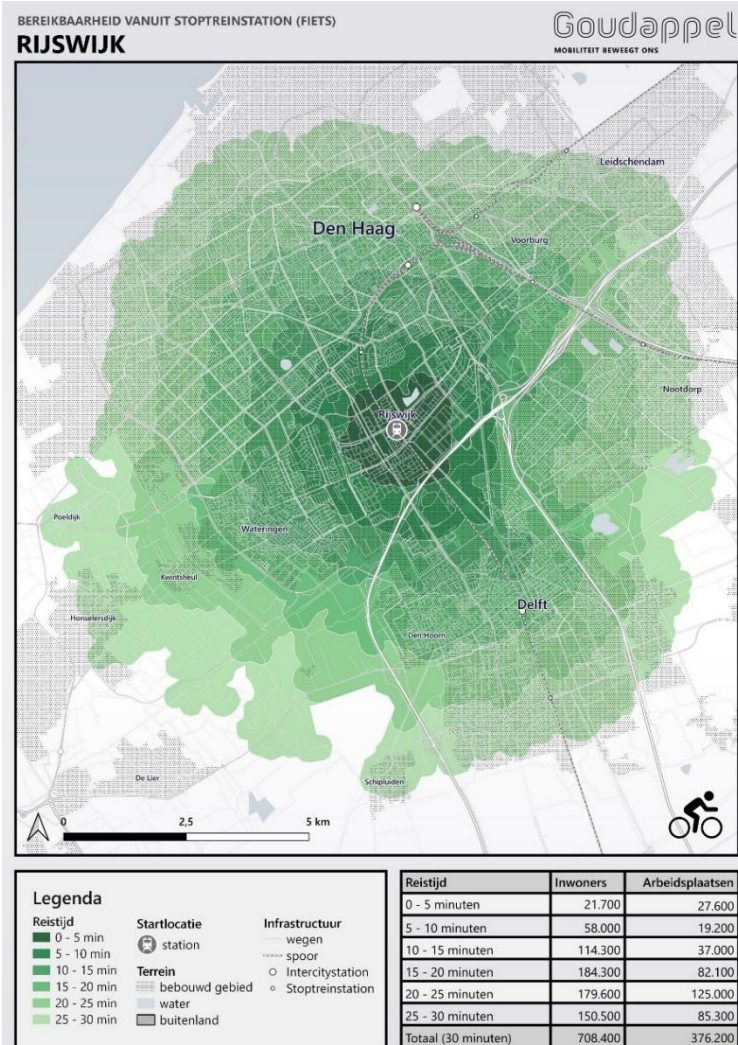 BEREIKBAARHEID VANUIT STOPTREINSTATION (FIETS)
RIJSWIJK
Goudappel
MOBILITEIT BEWEEGT ONS
Leidschendam
Den Haag
Voorburg
Nootdorp
Rijswijk
Poeldijk
Wateringen
Kwintsheul
Delft
Honselersdijk
Den Hoorn
De Lier
Schipluiden
0 2,5 5 km
Legenda
Reistijd
0 - 5 min
5 - 10 min
10 - 15 min
15 - 20 min
20 - 25 min
25 - 30 min
Startlocatie
station
Terrein
bebouwd gebied
water
buitenland
Infrastructuur
wegen
spoor
Intercitystation
Stoptreinstation
Reistijd Inwoners Arbeidsplaatsen
0 - 5 minuten 21.700 27.600
5 - 10 minuten 58.000 19.200
10 - 15 minuten 114.300 37.000
15 - 20 minuten 184.300 82.100
20 - 25 minuten 179.600 125.000
25 - 30 minuten 150.500 85.300
Totaal (30 minuten) 708.400 376.200